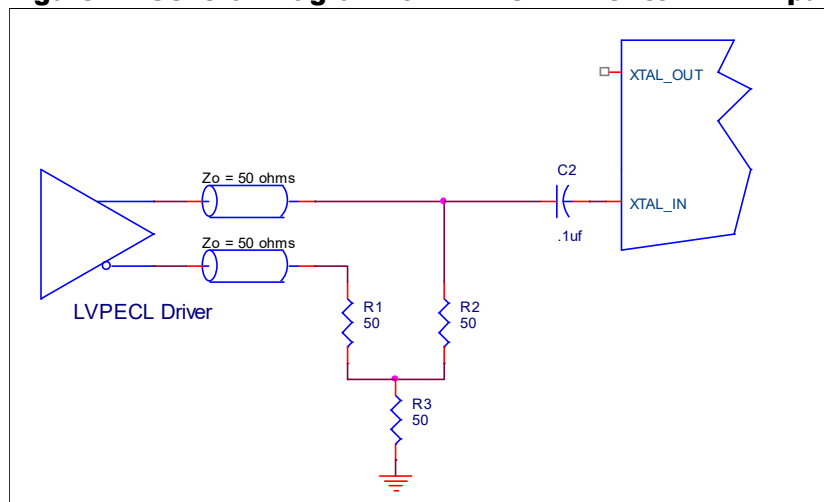 XTAL_OUT
Zo = 50 ohms
C2
XTAL_IN
.1uf
Zo = 50 ohms
LVPECL Driver
R1
50
R2
50
R3
50